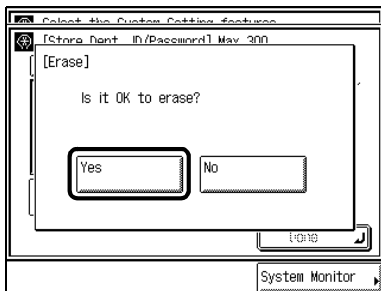 Select the Custom Setting features
[Store Dept. ID/Password] Max 300
[Erase]
Is it OK to erase?
Yes
No
Done
System Monitor